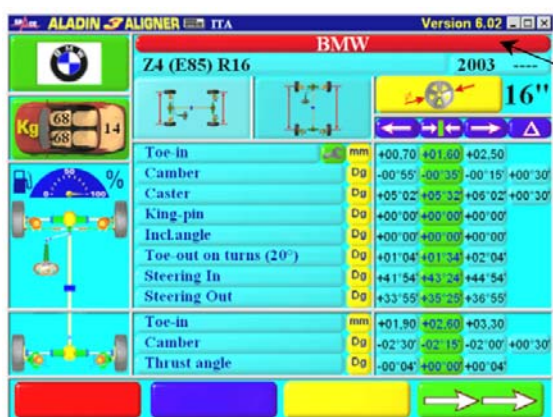 ALADIN ALIGNER ITA Version 6.02
BMW
Z4 (E85) R16 2003 ----
16"
Kg 68 68 14
50 % 0 100
Toe-in mm +00,70 +01,60 +02,50
Camber Dg -00°55' -00°35' -00°15' +00°30'
Caster Dg +05°02' +05°32' +06°02' +00°30'
King-pin Dg +00°00' +00°00' +00°00'
Incl.angle Dg +00°00' +00°00' +00°00'
Toe-out on turns (20°) Dg +01°04' +01°34' +02°04'
Steering In Dg +41°54' +43°24' +44°54'
Steering Out Dg +33°55' +35°25' +36°55'
Toe-in mm +01,90 +02,60 +03,30
Camber Dg -02°30' -02°15' -02°00' +00°30'
Thrust angle Dg -00°04' +00°00' +00°04'